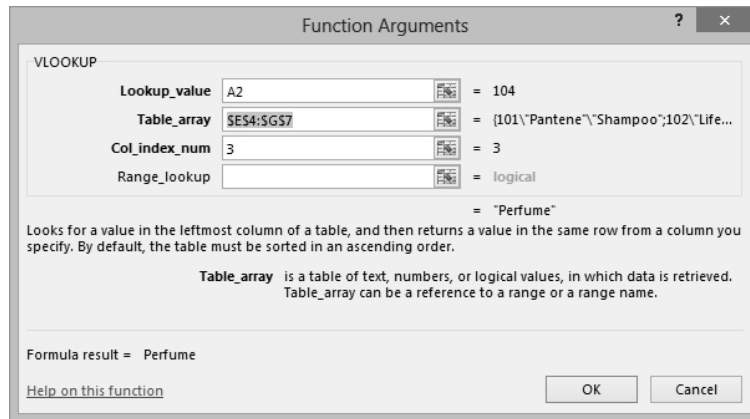 Function Arguments ? ×
VLOOKUP
Lookup_value A2 = 104
Table_array $E$4:$G$7 = {101\"Pantene"\"Shampoo";102\"Life...
Col_index_num 3 = 3
Range_lookup = logical
= "Perfume"
Looks for a value in the leftmost column of a table, and then returns a value in the same row from a column you
specify. By default, the table must be sorted in an ascending order.
Table_array is a table of text, numbers, or logical values, in which data is retrieved.
Table_array can be a reference to a range or a range name.
Formula result = Perfume
Help on this function OK Cancel